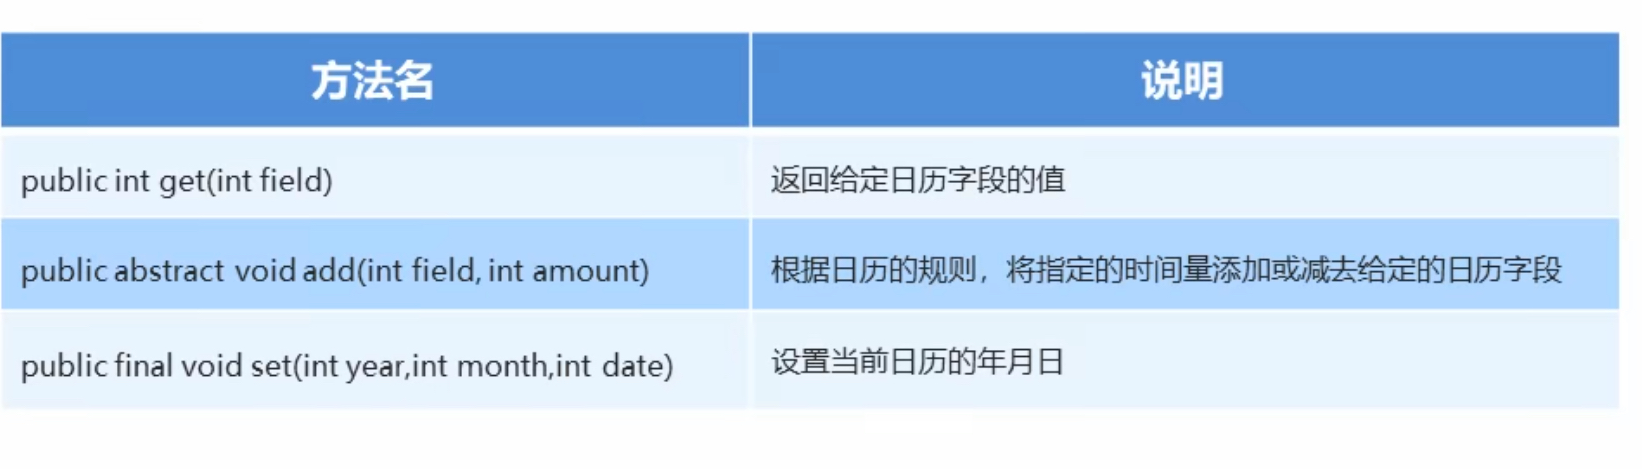 方法名 说明
public int get(int field) 返回给定日历字段的值
public abstract void add(int field, int amount) 根据日历的规则，将指定的时间量添加或减去给定的日历字段
public final void set(int year,int month,int date) 设置当前日历的年月日